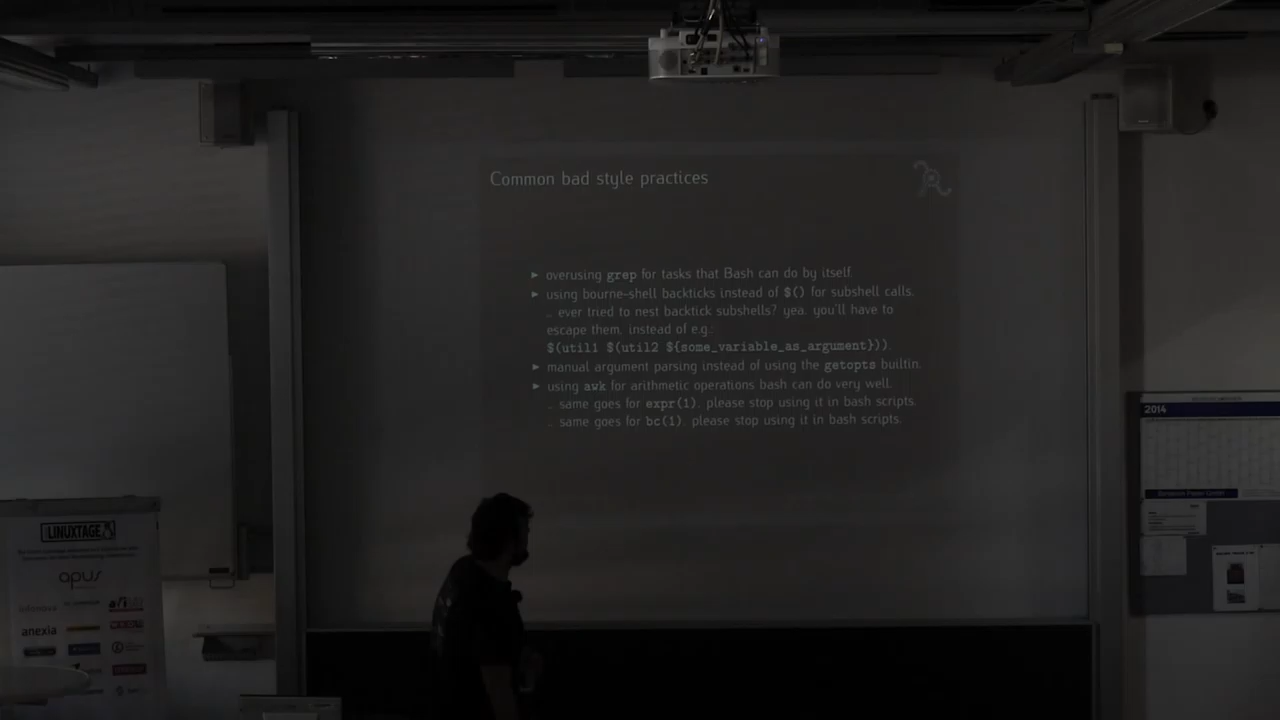 Common bad style practices
▸ overusing grep for tasks that Bash can do by itself
▸ using bourne-shell backticks instead of $() for subshell calls.
.. ever tried to nest backtick subshells? yea. you'll have to
escape them. instead of e.g.:
$(util1 $(util2 ${some_variable_as_argument})).
▸ manual argument parsing instead of using the getopts builtin.
▸ using awk for arithmetic operations bash can do very well.
.. same goes for expr(1). please stop using it in bash scripts.
.. same goes for bc(1). please stop using it in bash scripts.
2014
LINUXTAGE
apus
anexia